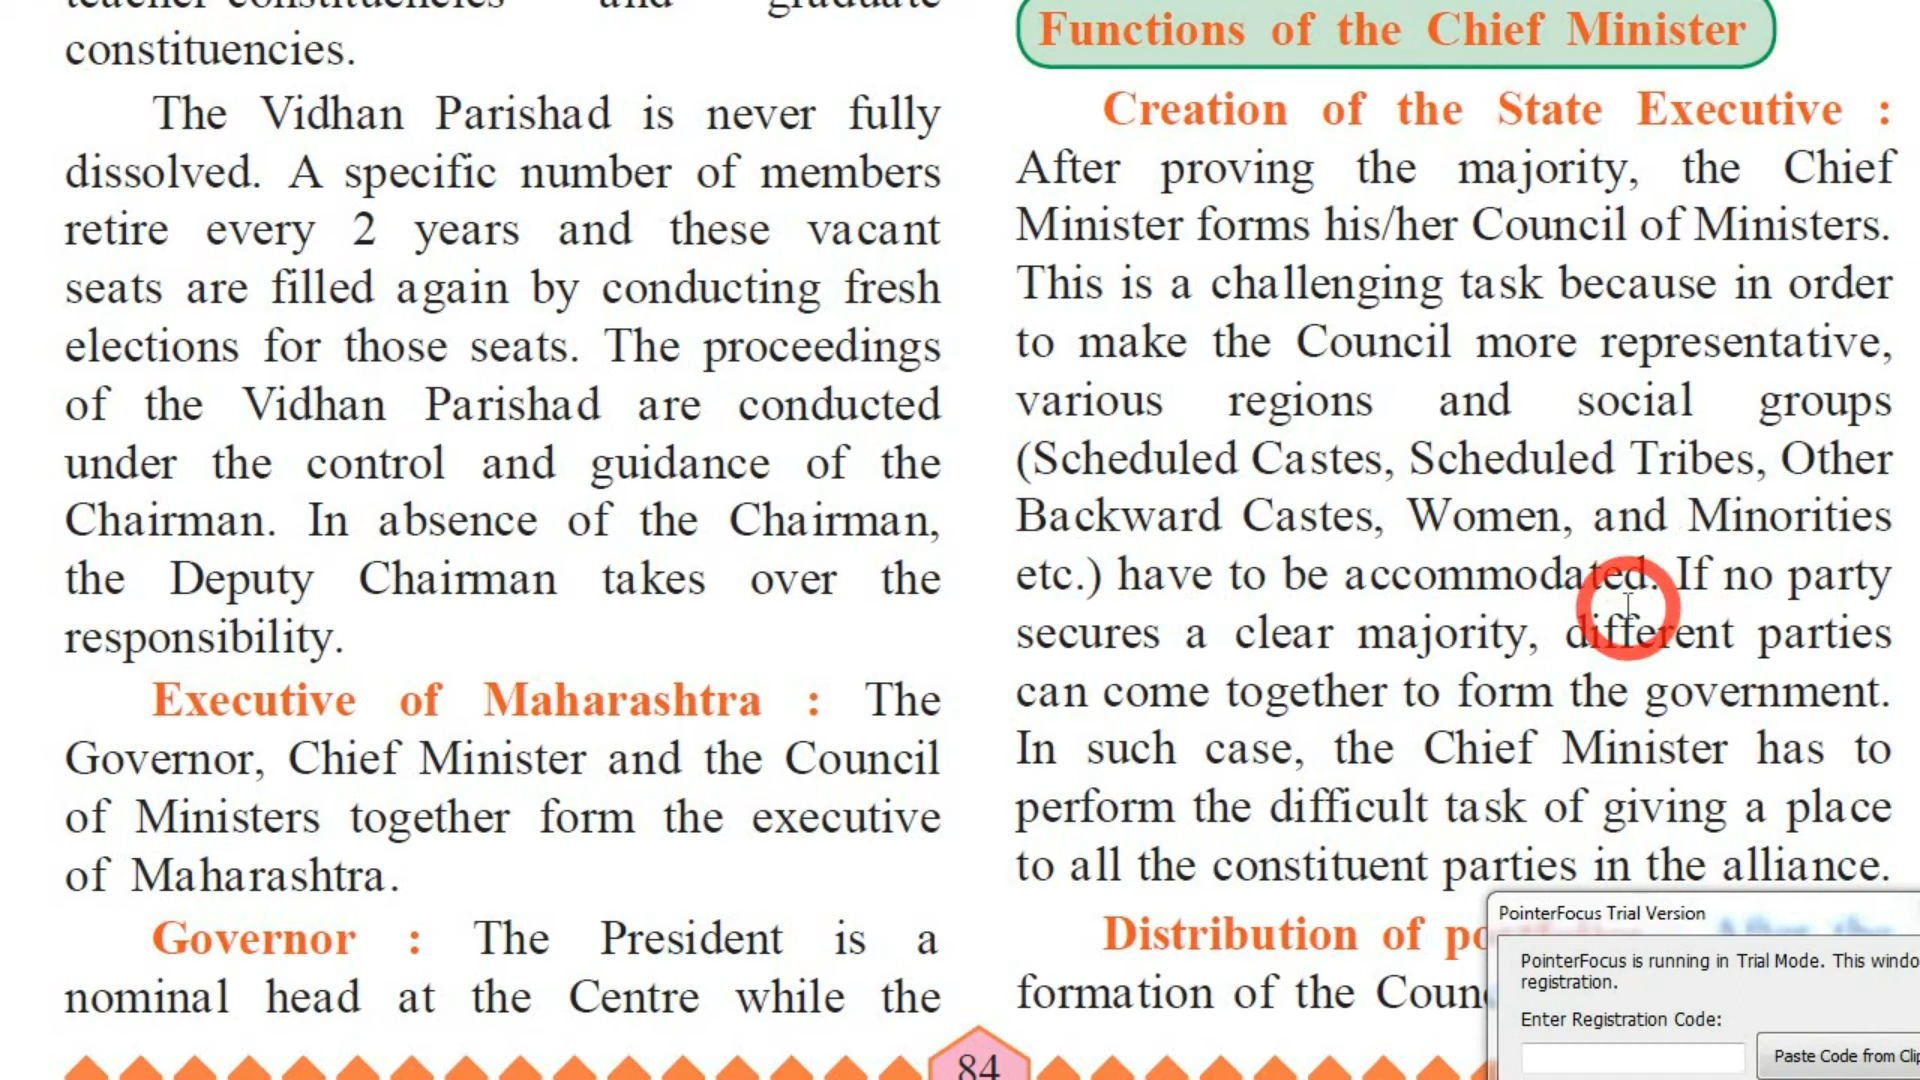 teacher constituencies and graduate
constituencies.
The Vidhan Parishad is never fully
dissolved. A specific number of members
retire every 2 years and these vacant
seats are filled again by conducting fresh
elections for those seats. The proceedings
of the Vidhan Parishad are conducted
under the control and guidance of the
Chairman. In absence of the Chairman,
the Deputy Chairman takes over the
responsibility.
Executive of Maharashtra : The
Governor, Chief Minister and the Council
of Ministers together form the executive
of Maharashtra.
Governor : The President is a
nominal head at the Centre while the
Functions of the Chief Minister
Creation of the State Executive :
After proving the majority, the Chief
Minister forms his/her Council of Ministers.
This is a challenging task because in order
to make the Council more representative,
various regions and social groups
(Scheduled Castes, Scheduled Tribes, Other
Backward Castes, Women, and Minorities
etc.) have to be accommodated. If no party
secures a clear majority, different parties
can come together to form the government.
In such case, the Chief Minister has to
perform the difficult task of giving a place
to all the constituent parties in the alliance.
Distribution of
formation of the
84
PointerFocus Trial Version
PointerFocus is running in Trial Mode. This
registration.
Enter Registration Code:
Paste Code from